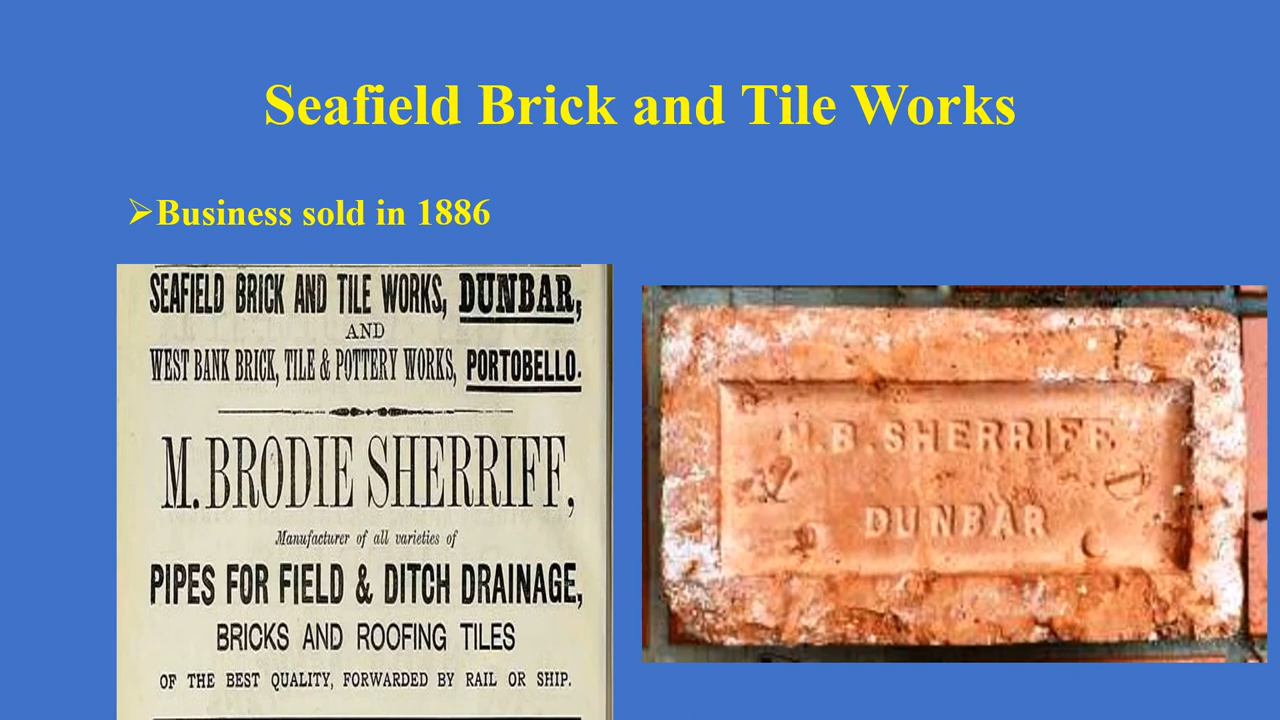 Seafield Brick and Tile Works
➢Business sold in 1886
SEAFIELD BRICK AND TILE WORKS, DUNBAR,
AND
WEST BANK BRICK, TILE & POTTERY WORKS, PORTOBELLO.
M. BRODIE SHERRIFF,
Manufacturer of all varieties of
PIPES FOR FIELD & DITCH DRAINAGE,
BRICKS AND ROOFING TILES
OF THE BEST QUALITY, FORWARDED BY RAIL OR SHIP.
M.B. SHERRIFF.
DUNBAR